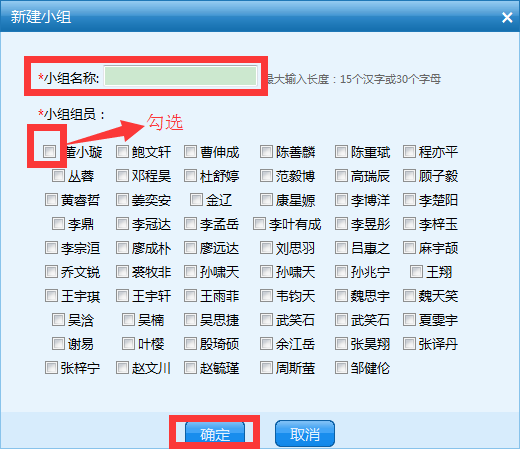 新建小组
*小组名称: 最大输入长度：15个汉字或30个字母
*小组组员：
勾选
董小璇 鲍文轩 曹伸成 陈善麟 陈重斌 程亦平
丛蓉 邓程昊 杜舒婷 范毅博 高瑞辰 顾子毅
黄睿哲 姜奕安 金辽 康星嫄 李博洋 李楚阳
李鼎 李冠达 李孟岳 李叶有成 李昱彤 李梓玉
李宗洹 廖成朴 廖远达 刘思羽 吕惠之 麻宇颉
乔文锐 裘牧非 孙啸天 孙啸天 孙兆宁 王翔
王宇琪 王宇轩 王雨菲 韦钧天 魏思宇 魏天笑
吴浛 吴楠 吴思捷 武笑石 武笑石 夏雯宇
谢易 叶樱 殷琦硕 余江岳 张昊翔 张译丹
张梓宁 赵文川 赵毓瑾 周斯萤 邹健伦
确定 取消